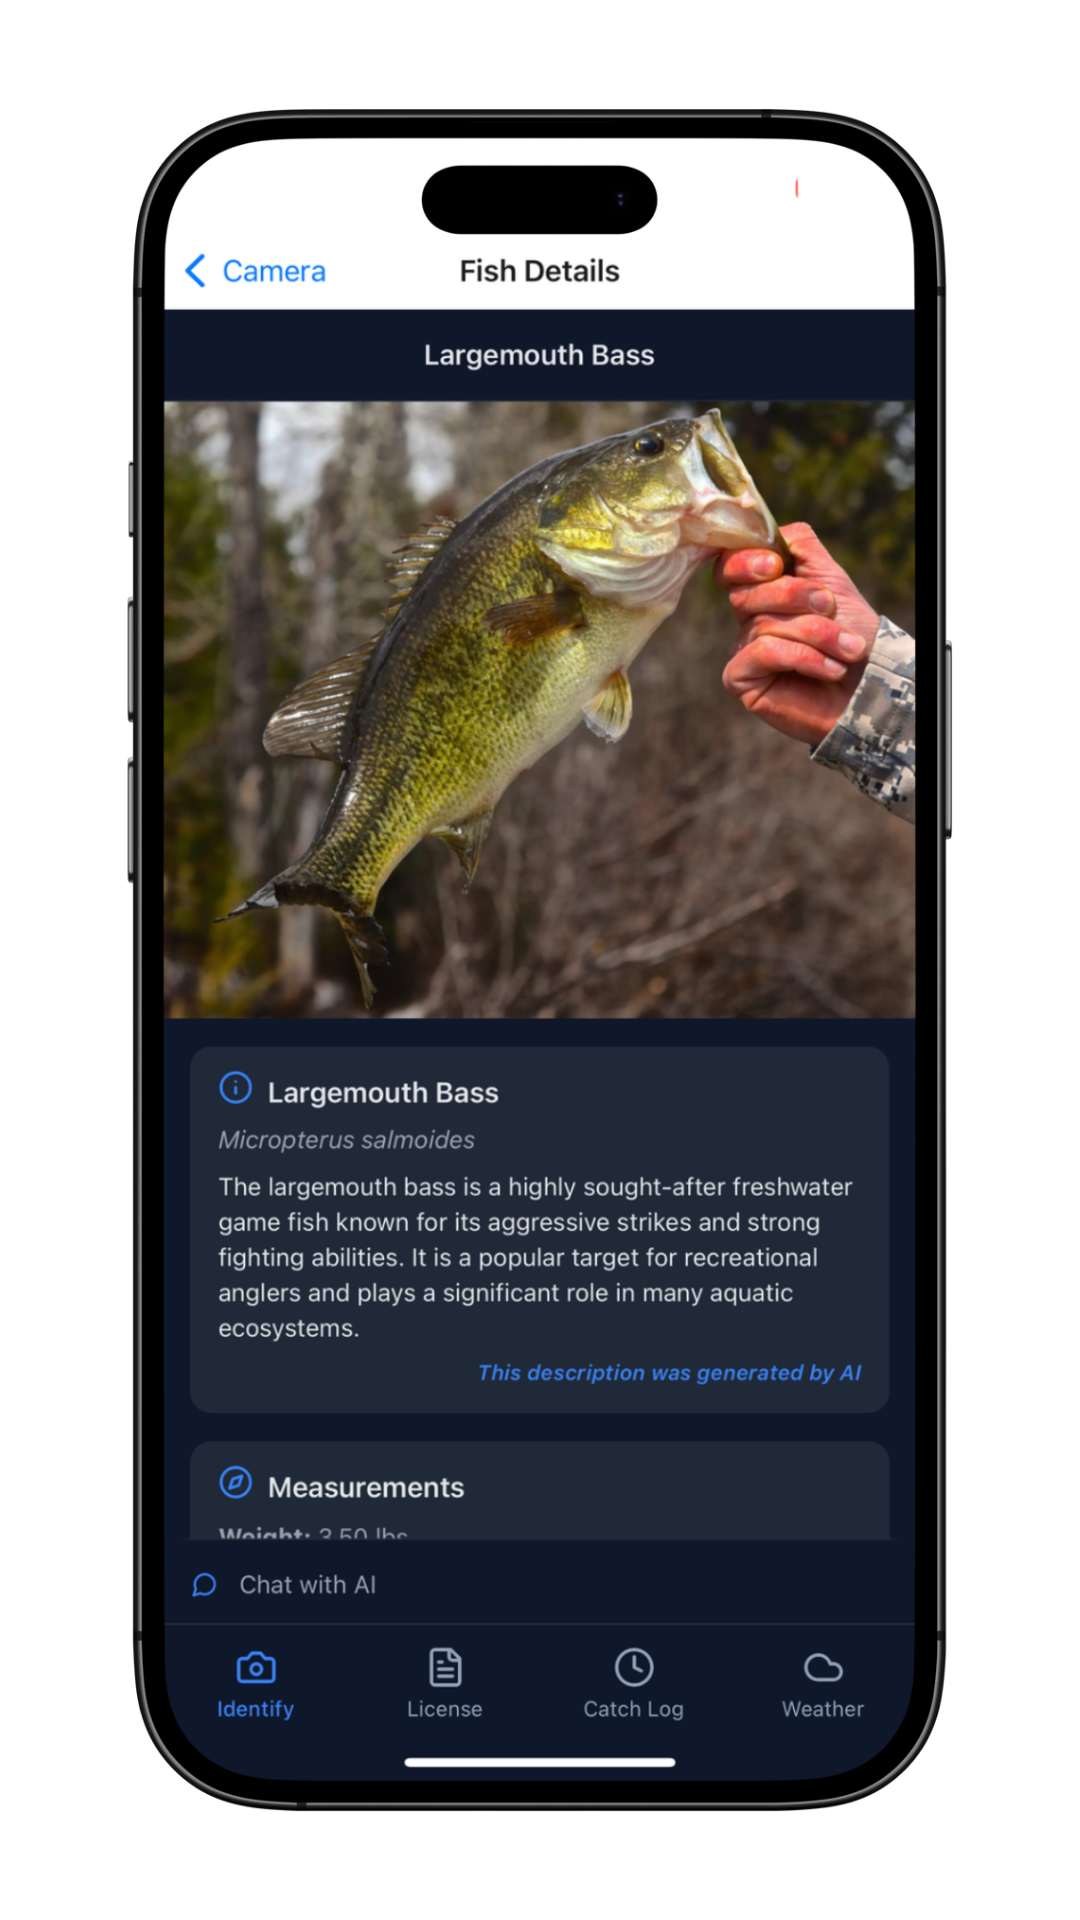 Camera
Fish Details
Largemouth Bass
Largemouth Bass
Micropterus salmoides
The largemouth bass is a highly sought-after freshwater
game fish known for its aggressive strikes and strong
fighting abilities. It is a popular target for recreational
anglers and plays a significant role in many aquatic
ecosystems.
This description was generated by AI
Measurements
Weight: 3.50 lbs
Chat with AI
Identify
License
Catch Log
Weather